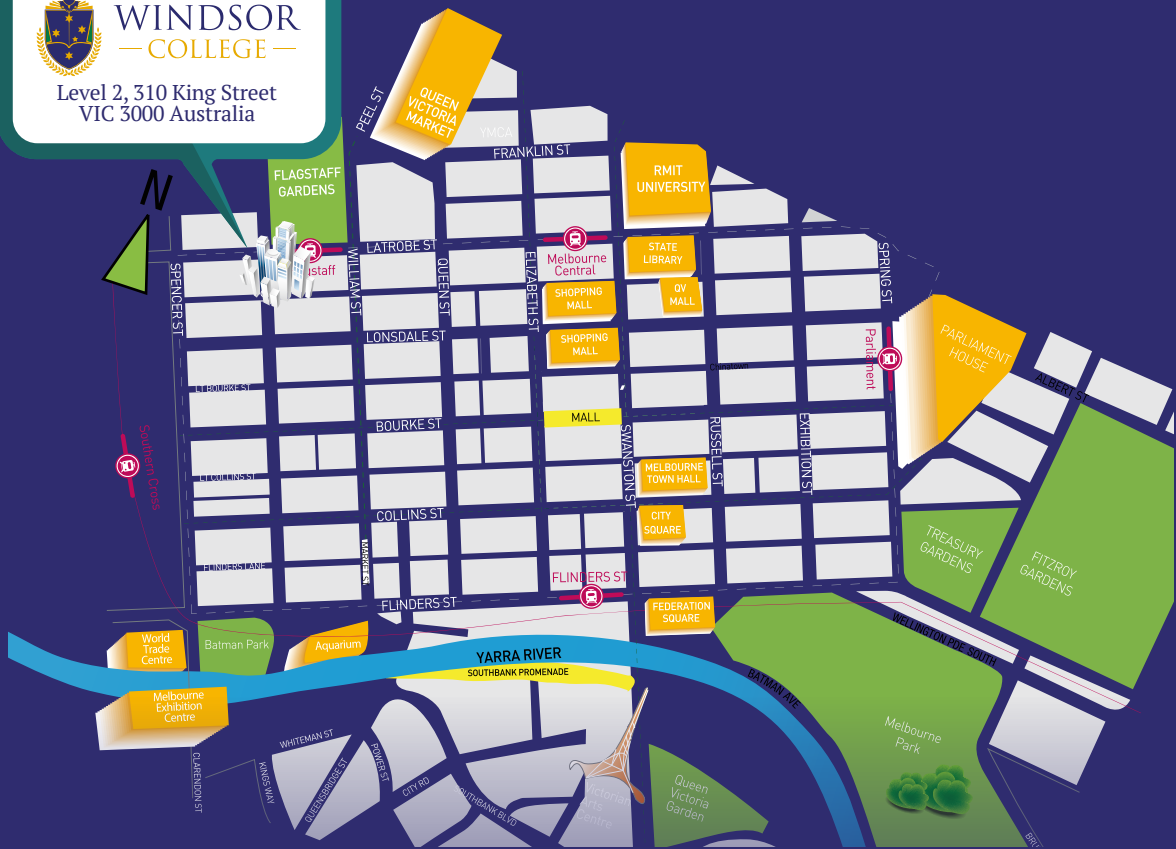 WINDSOR
COLLEGE
Level 2, 310 King Street
VIC 3000 Australia
PEEL ST
QUEEN
VICTORIA
MARKET
YMCA
FRANKLIN ST
FLAGSTAFF
GARDENS
RMIT
UNIVERSITY
N
LATROBE ST
staff
Melbourne
Central
STATE
LIBRARY
QV
MALL
SHOPPING
MALL
SPENCER ST
WILLIAM ST
QUEEN ST
ELIZABETH ST
SPRING ST
LONSDALE ST
SHOPPING
MALL
Chinatown
Parliament
PARLIAMENT
HOUSE
ALBERT ST
LT BOURKE ST
BOURKE ST
MALL
SWANSTON ST
RUSSELL ST
EXHIBITION ST
Southern Cross
LT COLLINS ST
MELBOURNE
TOWN HALL
COLLINS ST
CITY
SQUARE
TREASURY
GARDENS
FITZROY
GARDENS
MARKET ST
FLINDERS LANE
FLINDERS ST
FLINDERS ST
FEDERATION
SQUARE
WELLINGTON PDE SOUTH
World
Trade
Centre
Batman Park
Aquarium
YARRA RIVER
SOUTHBANK PROMENADE
BATMAN AVE
Melbourne
Exhibition
Centre
Melbourne
Park
WHITEMAN ST
CLARENDON ST
KINGS WAY
QUEENSBRIDGE ST
POWER ST
CITY RD
SOUTHBANK BLVD
Victorian
Arts
Centre
Queen
Victoria
Garden